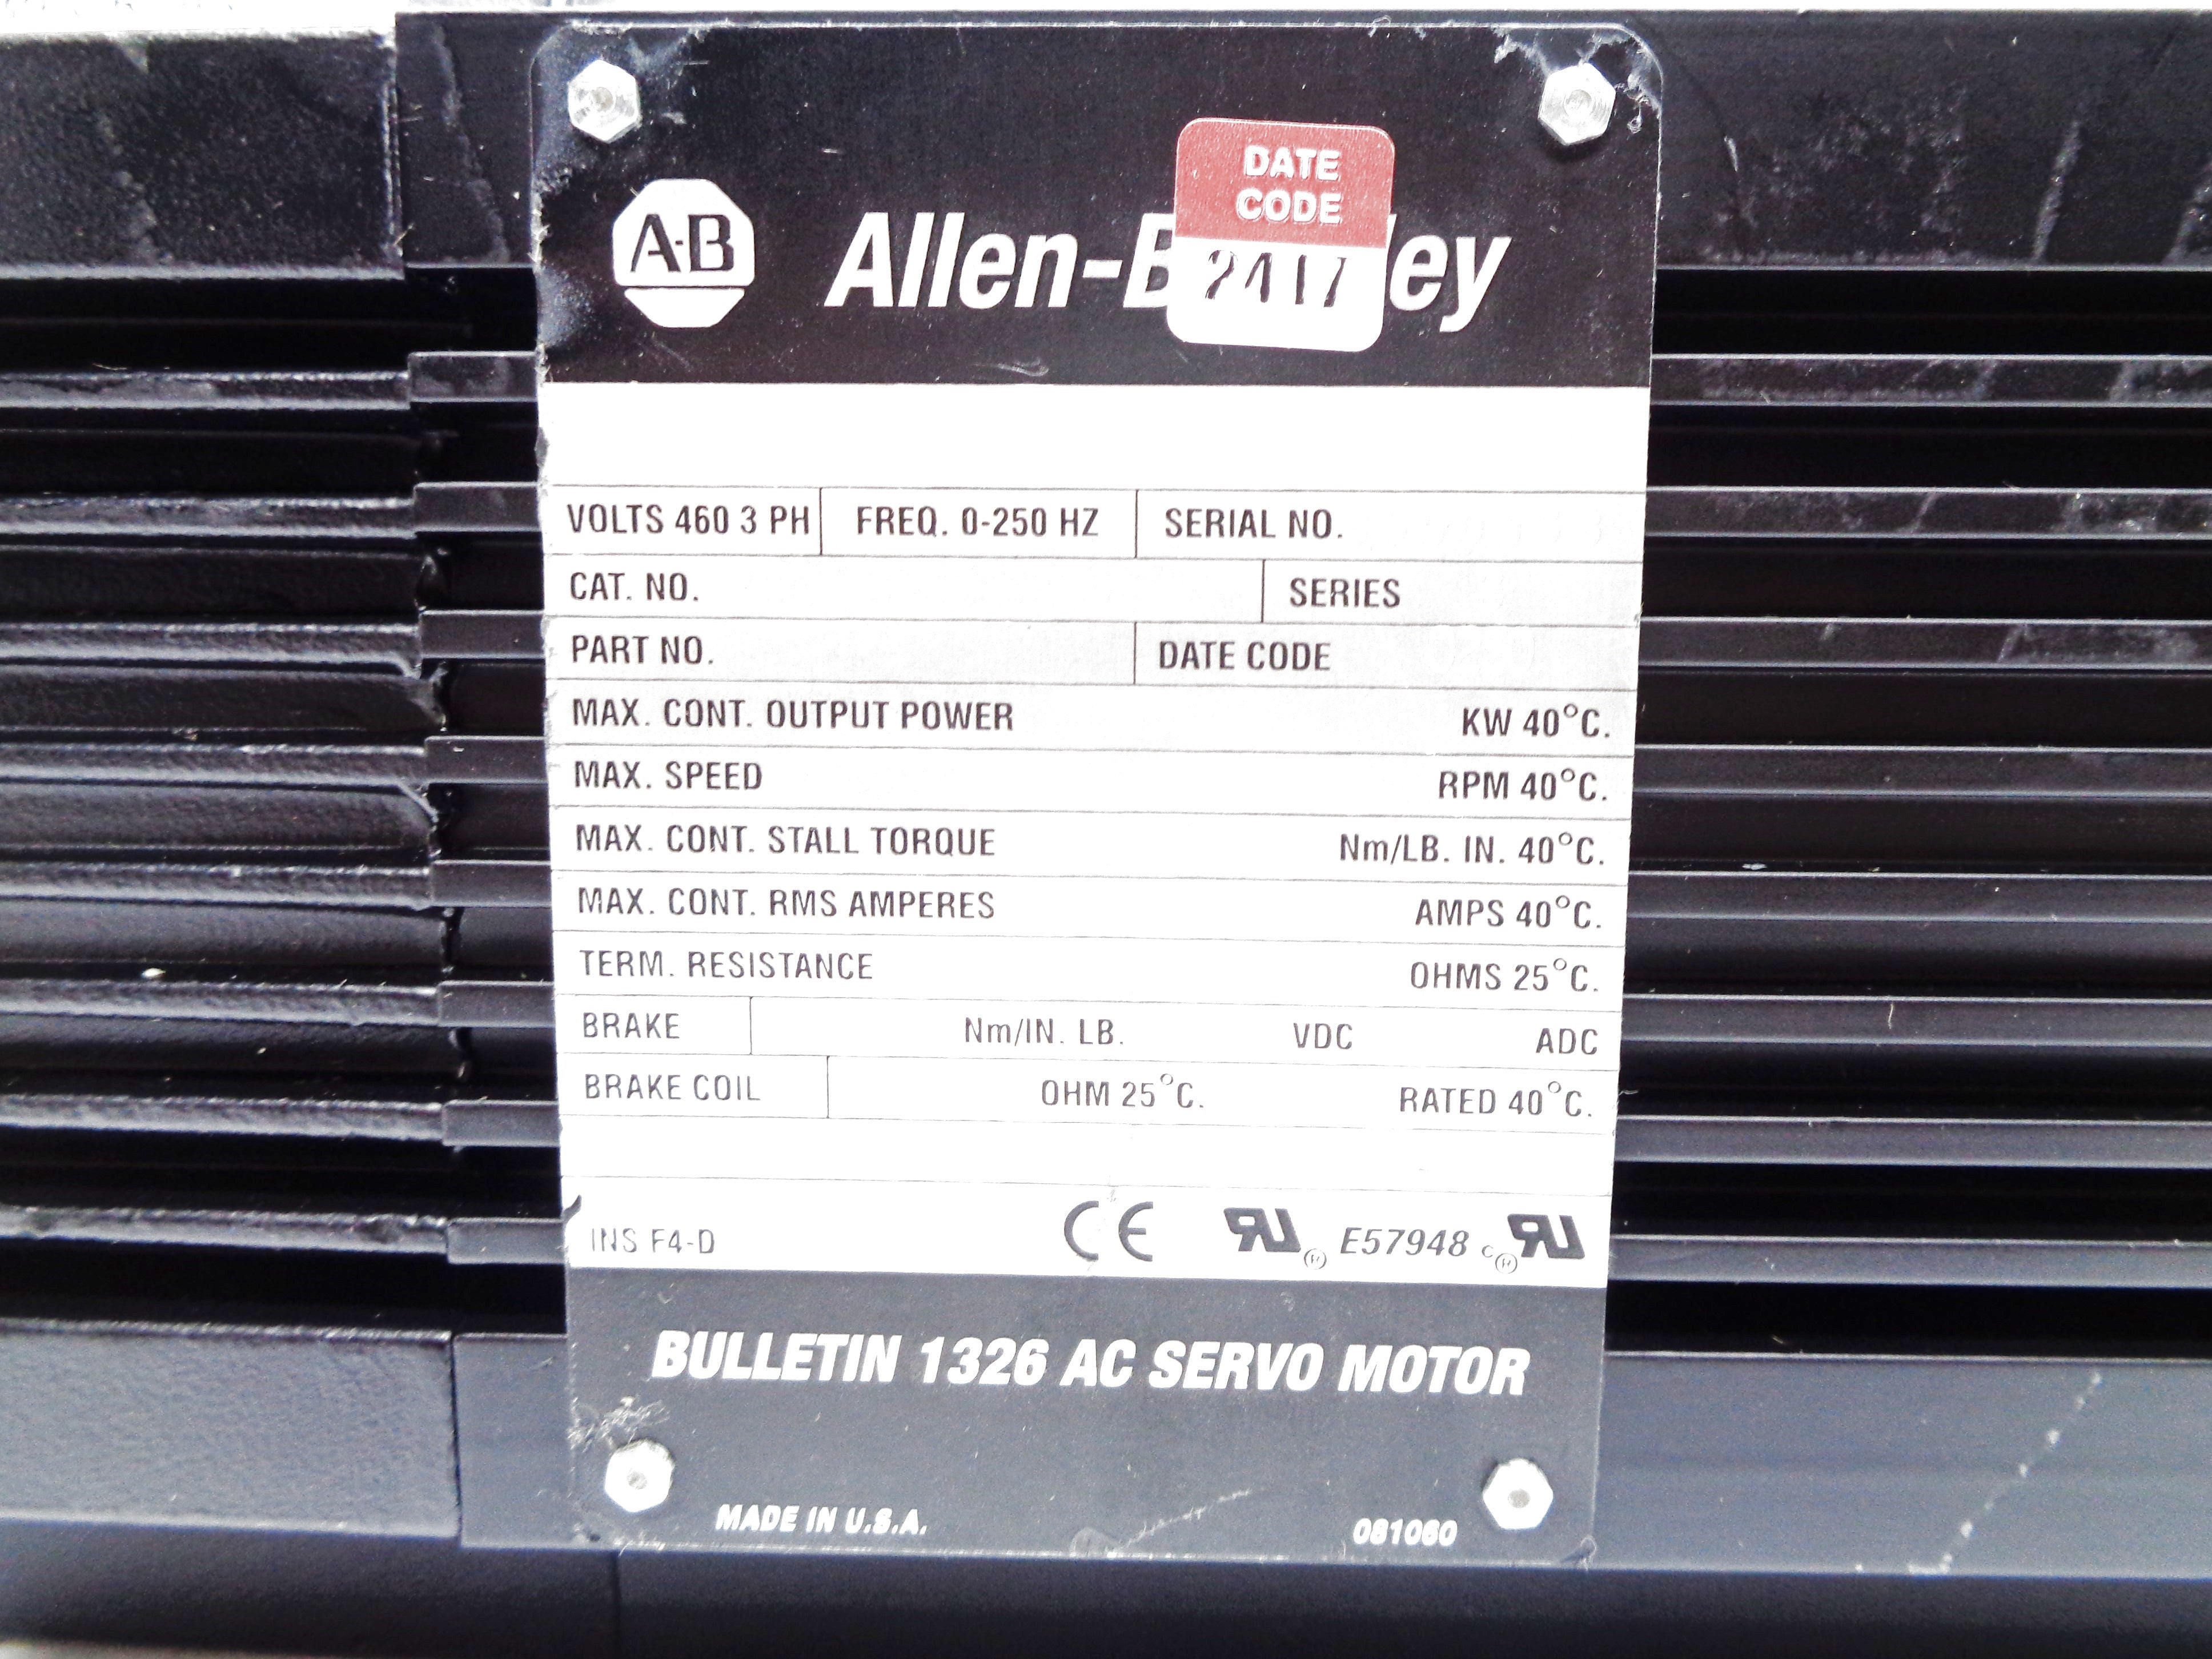 DATE
CODE
2417
A-B
Allen-B ley
VOLTS 460 3 PH FREQ. 0-250 HZ SERIAL NO.
CAT. NO. SERIES
PART NO. DATE CODE
MAX. CONT. OUTPUT POWER KW 40°C.
MAX. SPEED RPM 40°C.
MAX. CONT. STALL TORQUE Nm/LB. IN. 40°C.
MAX. CONT. RMS AMPERES AMPS 40°C.
TERM. RESISTANCE OHMS 25°C.
BRAKE Nm/IN. LB. VDC ADC
BRAKE COIL OHM 25°C. RATED 40°C.
INS F4-D CE RU ® E57948 c ® RU
BULLETIN 1326 AC SERVO MOTOR
MADE IN U.S.A. 081060